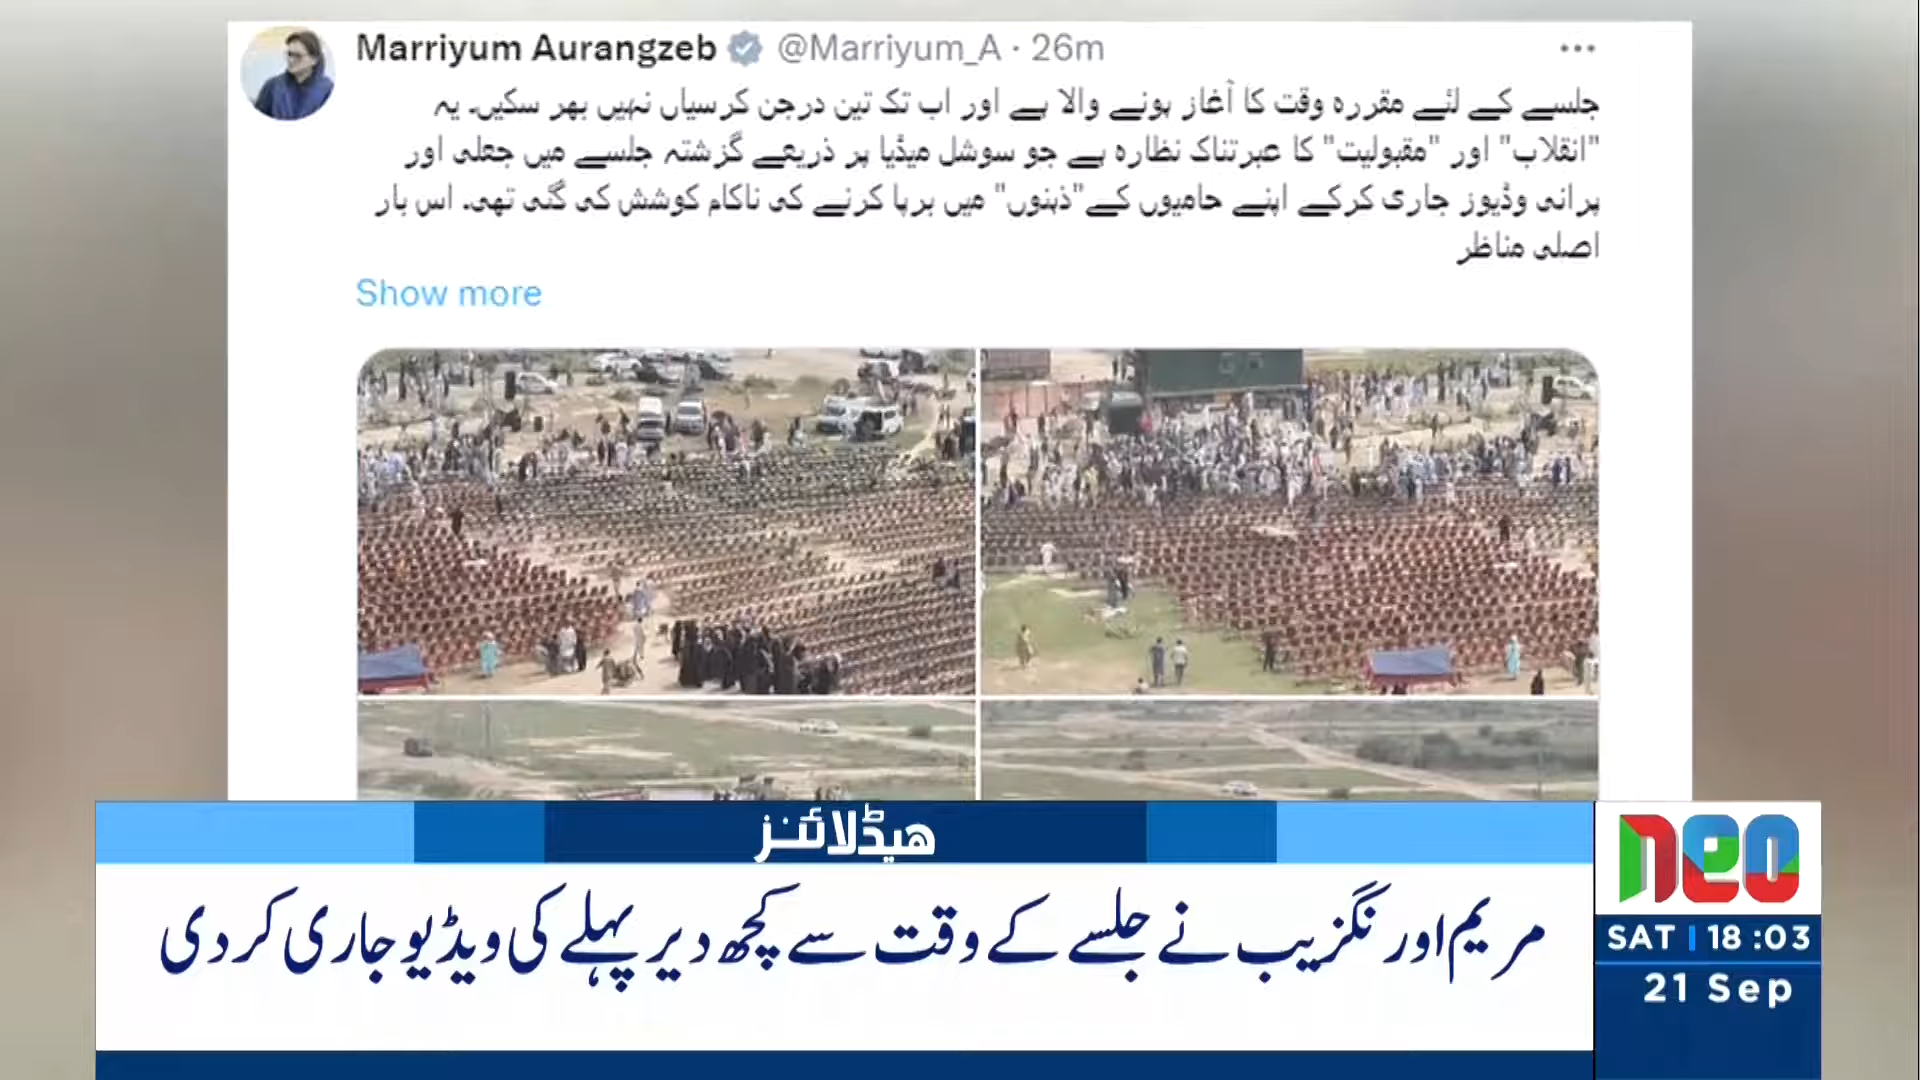 Marriyum Aurangzeb @Marriyum_A · 26m
جلسے کے لئے مقررہ وقت کا آغاز ہونے والا ہے اور اب تک تین درجن کرسیاں نہیں بھر سکیں۔ یہ
"انقلاب" اور "مقبولیت" کا عبرتناک نظارہ ہے جو سوشل میڈیا پر ذریعے گزشتہ جلسے میں جعلی اور
پرانی وڈیوز جاری کرکے اپنے حامیوں کے"ذہنوں" میں برپا کرنے کی ناکام کوشش کی گئی تھی۔ اس بار
اصلی مناظر
Show more
ہیڈلائنز
مریم اورنگزیب نے جلسے کے وقت سے کچھ دیر پہلے کی ویڈیو جاری کر دی
neo
SAT | 18:03
21 Sep